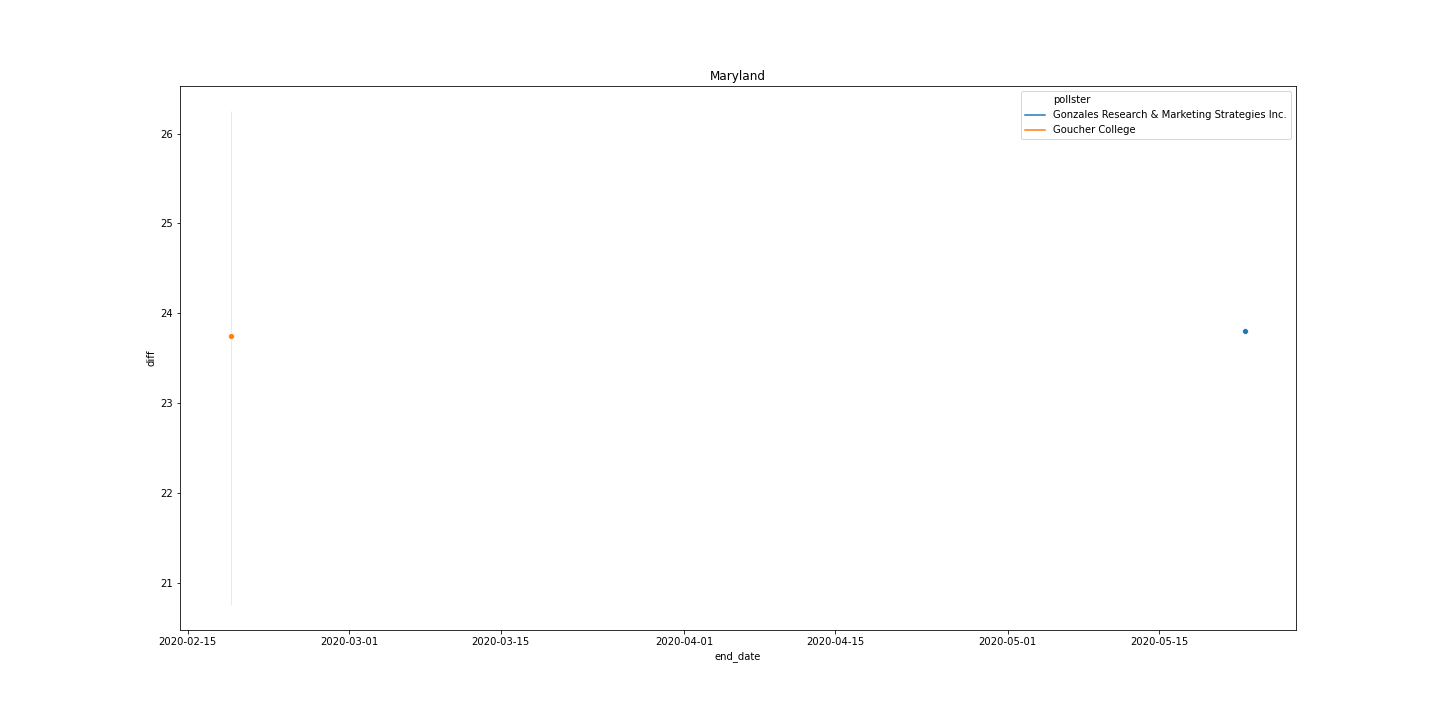 Maryland
pollster
Gonzales Research & Marketing Strategies Inc.
Goucher College
26
25
24
23
22
21
diff
2020-02-15 2020-03-01 2020-03-15 2020-04-01 2020-04-15 2020-05-01 2020-05-15
end_date